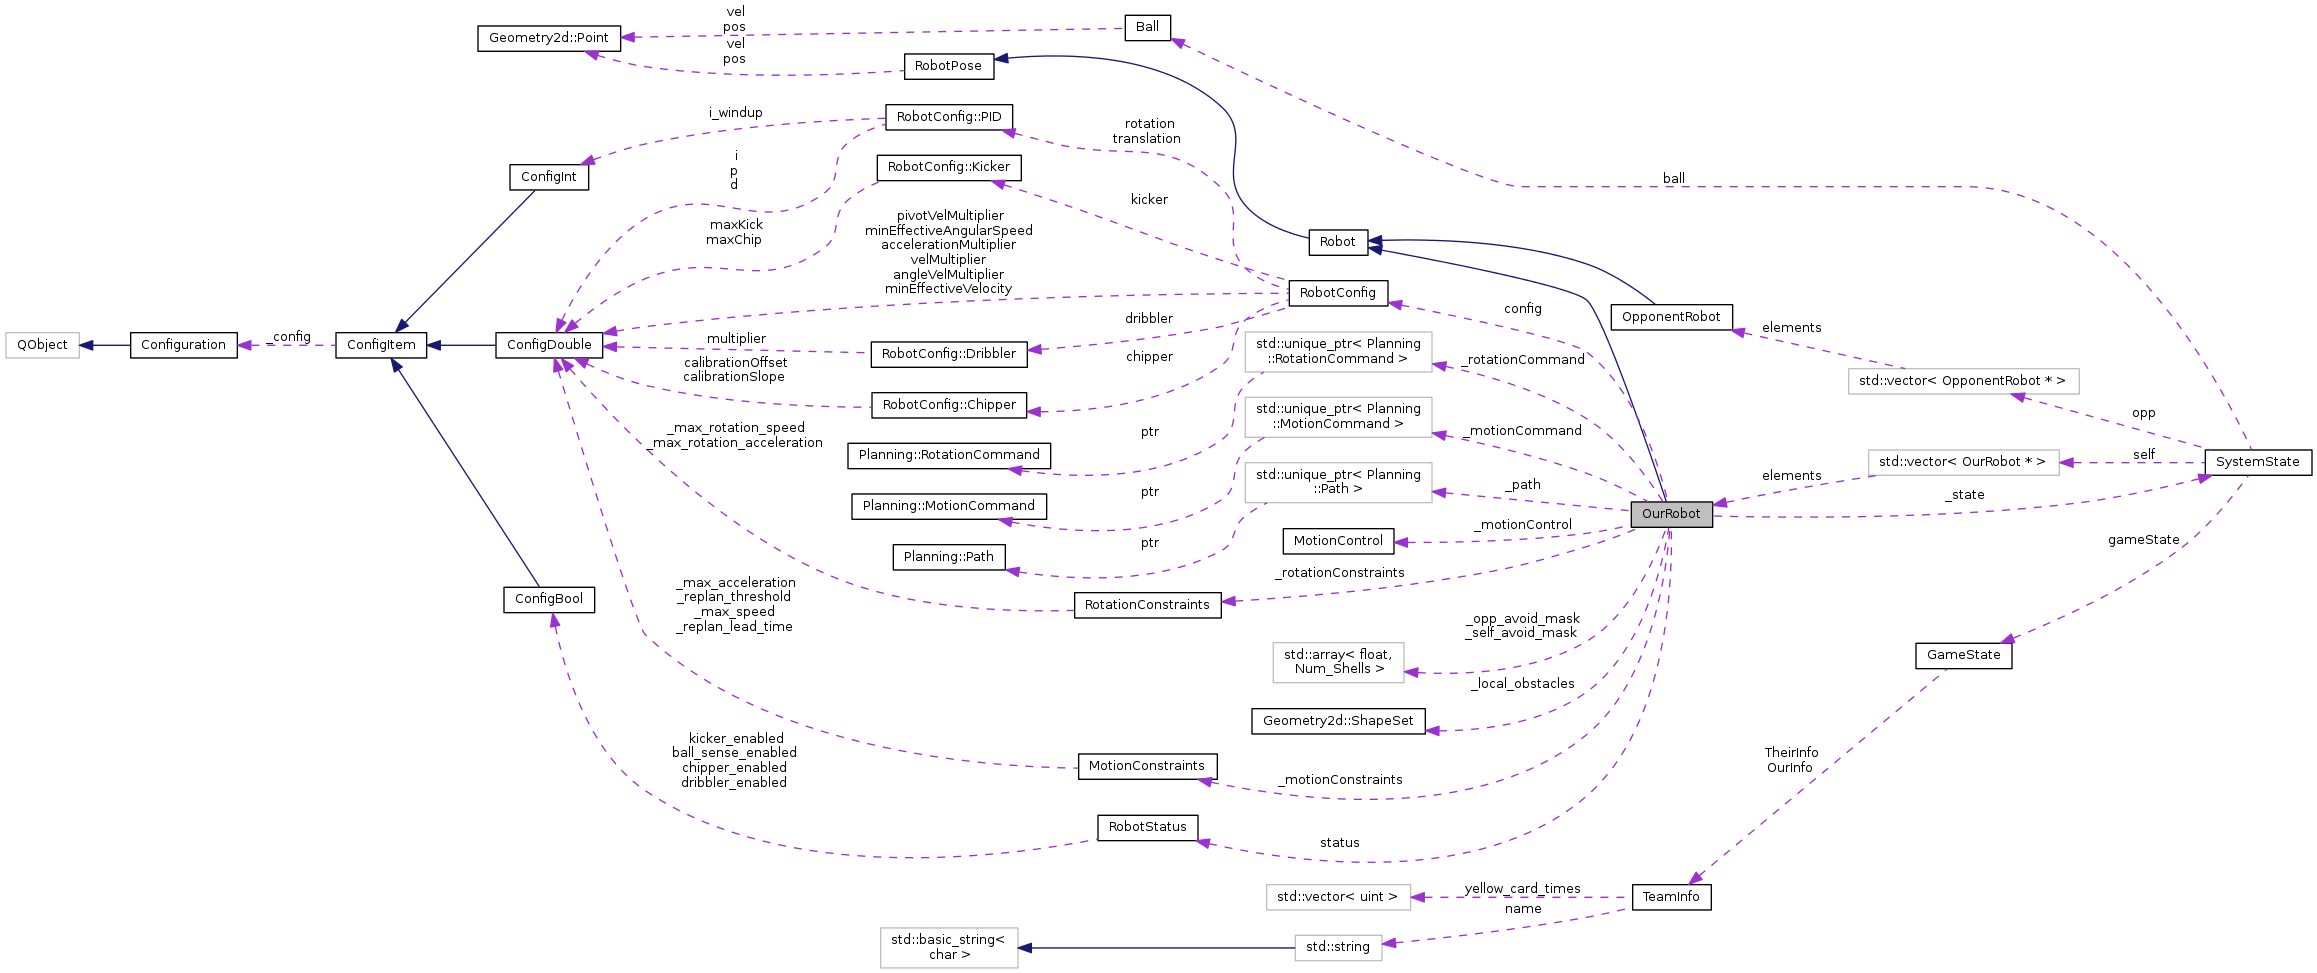 vel
pos
Geometry2d::Point
Ball
vel
pos
RobotPose
i_windup
RobotConfig::PID
rotation
translation
i
p
d
ConfigInt
RobotConfig::Kicker
ball
kicker
maxKick
maxChip
pivotVelMultiplier
minEffectiveAngularSpeed
accelerationMultiplier
velMultiplier
angleVelMultiplier
minEffectiveVelocity
Robot
RobotConfig
config
OpponentRobot
elements
dribbler
QObject
Configuration
_config
ConfigItem
ConfigDouble
multiplier
RobotConfig::Dribbler
chipper
std::unique_ptr< Planning
::RotationCommand >
_rotationCommand
calibrationOffset
calibrationSlope
std::vector< OpponentRobot * >
RobotConfig::Chipper
std::unique_ptr< Planning
::MotionCommand >
opp
_max_rotation_speed
_max_rotation_acceleration
ptr
_motionCommand
Planning::RotationCommand
self
std::vector< OurRobot * >
SystemState
elements
std::unique_ptr< Planning
::Path >
_path
_state
ptr
Planning::MotionCommand
OurRobot
_motionControl
MotionControl
gameState
ptr
Planning::Path
_rotationConstraints
_max_acceleration
_replan_threshold
_max_speed
_replan_lead_time
ConfigBool
RotationConstraints
_opp_avoid_mask
_self_avoid_mask
std::array< float,
Num_Shells >
GameState
_local_obstacles
Geometry2d::ShapeSet
kicker_enabled
ball_sense_enabled
chipper_enabled
dribbler_enabled
MotionConstraints
_motionConstraints
TheirInfo
OurInfo
RobotStatus
status
yellow_card_times
std::vector< uint >
TeamInfo
name
std::basic_string<
char >
std::string